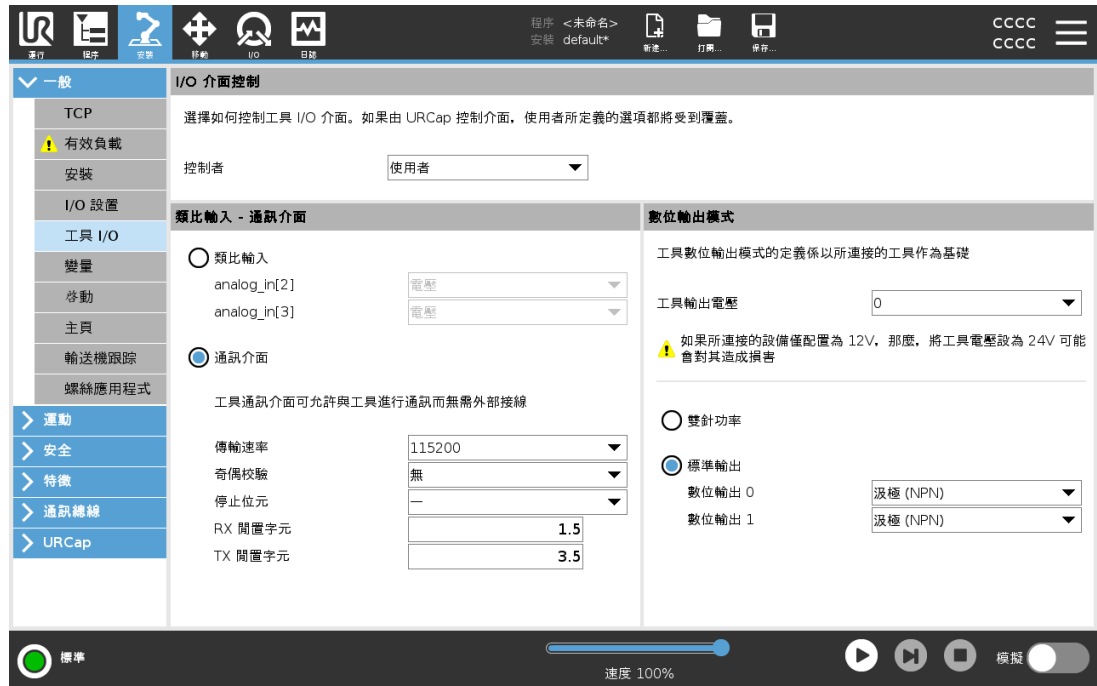 程序 <未命名>
安裝 default*
cccc
cccc
運行
程序
安裝
移動
I/O
日誌
新建...
打開...
保存...
一般
TCP
有效負載
安裝
I/O 設置
工具 I/O
變量
啓動
主頁
輸送機跟踪
螺絲應用程式
運動
安全
特徵
通訊總線
URCap
I/O 介面控制
選擇如何控制工具 I/O 介面。如果由 URCap 控制介面，使用者所定義的選項都將受到覆蓋。
控制者
使用者
類比輸入 - 通訊介面
類比輸入
analog_in[2] 電壓
analog_in[3] 電壓
通訊介面
工具通訊介面可允許與工具進行通訊而無需外部接線
傳輸速率 115200
奇偶校驗 無
停止位元 一
RX 閒置字元 1.5
TX 閒置字元 3.5
數位輸出模式
工具數位輸出模式的定義係以所連接的工具作為基礎
工具輸出電壓 0
如果所連接的設備僅配置為 12V，那麼，將工具電壓設為 24V 可能
會對其造成損害
雙針功率
標準輸出
數位輸出 0 汲極 (NPN)
數位輸出 1 汲極 (NPN)
標準
速度 100%
模擬